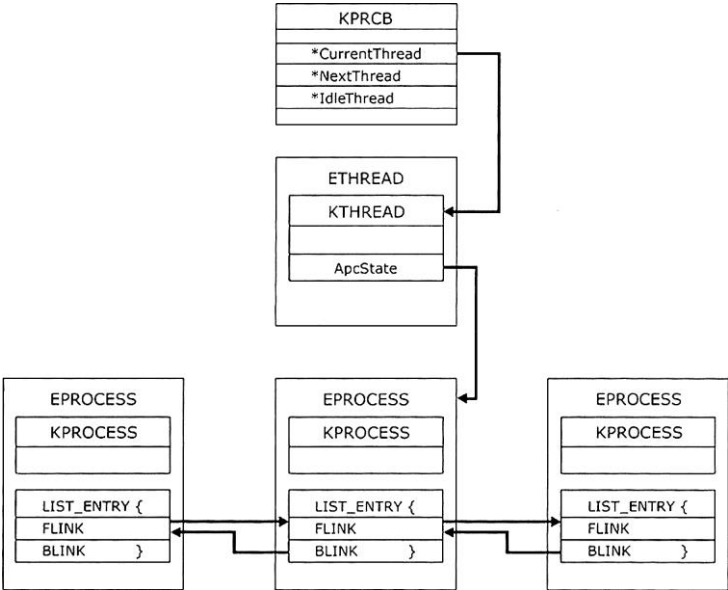 KPRCB
*CurrentThread
*NextThread
*IdleThread
ETHREAD
KTHREAD
ApcState
EPROCESS
KPROCESS
LIST_ENTRY {
FLINK
BLINK }
EPROCESS
KPROCESS
LIST_ENTRY {
FLINK
BLINK }
EPROCESS
KPROCESS
LIST_ENTRY {
FLINK
BLINK }